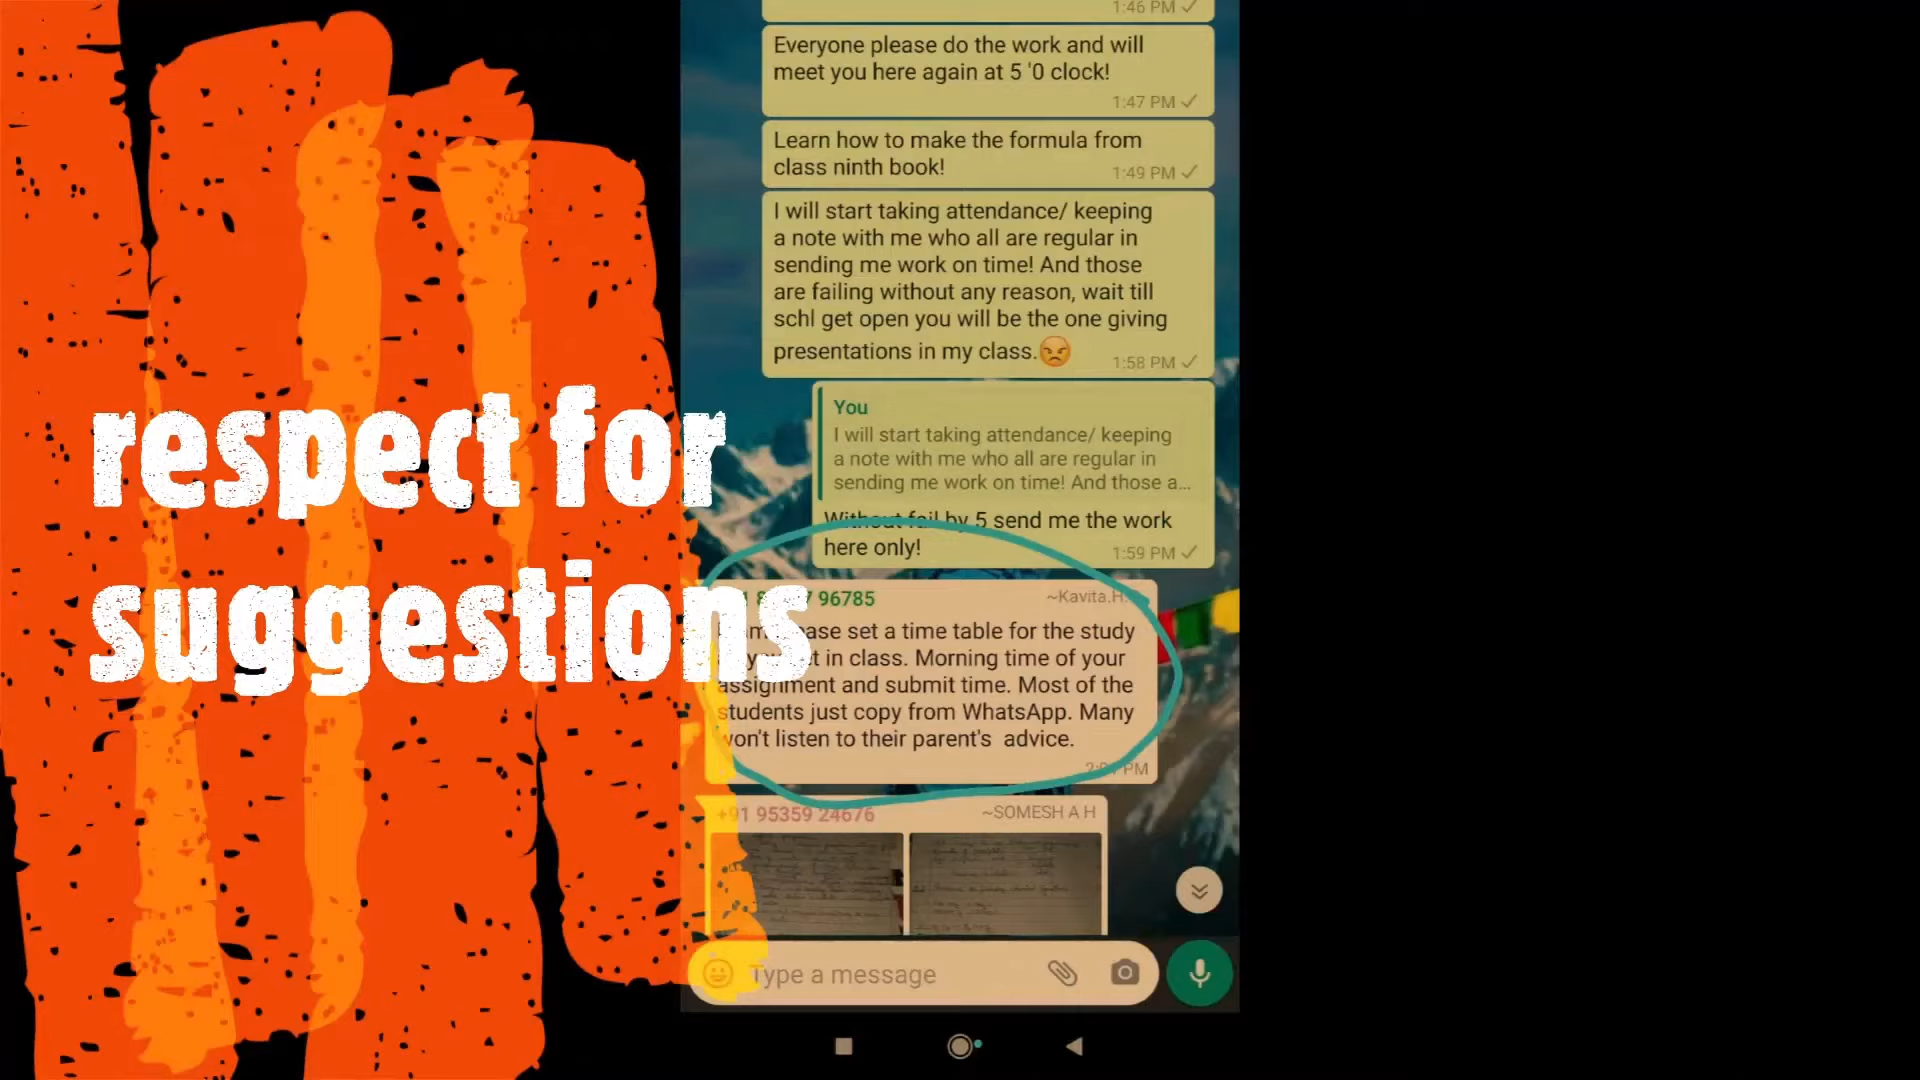 1:46 PM
Everyone please do the work and will
meet you here again at 5 '0 clock!
1:47 PM
Learn how to make the formula from
class ninth book!
1:49 PM
I will start taking attendance/ keeping
a note with me who all are regular in
sending me work on time! And those
are failing without any reason, wait till
schl get open you will be the one giving
presentations in my class.
1:58 PM
You
I will start taking attendance/ keeping
a note with me who all are regular in
sending me work on time! And those a...
Without fail by 5 send me the work
here only!
1:59 PM
respect for
suggestions
96785
~Kavita.H.
set a time table for the study
in class. Morning time of your
assignment and submit time. Most of the
students just copy from WhatsApp. Many
won't listen to their parent's advice.
PM
+91 95359 24676
~SOMESH A H
Type a message